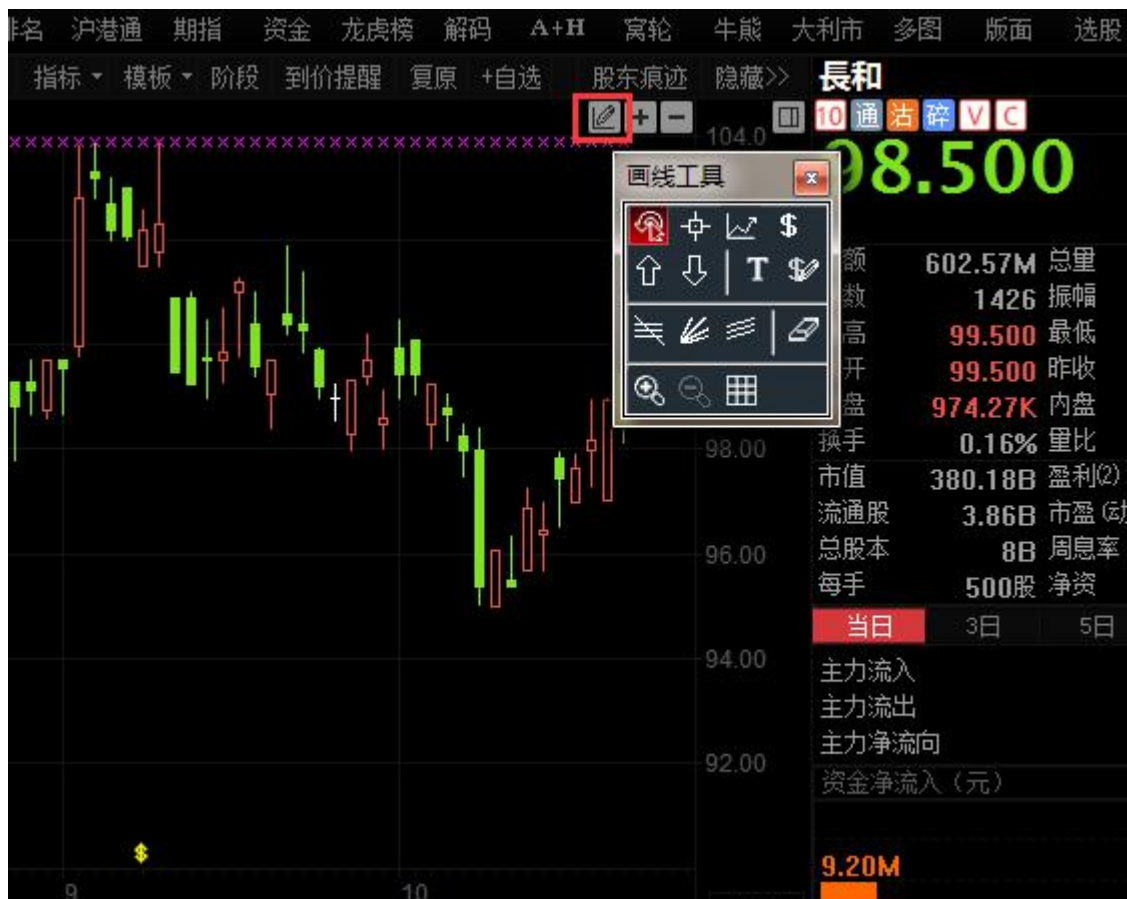 排名 沪港通 期指 资金 龙虎榜 解码 A+H 窝轮 牛熊 大利市 多图 版面 选股
指标 模板 阶段 到价提醒 复原 +自选 股东痕迹 隐藏>> 長和
10 通 沽 碎 V C
104.0
98.500
画线工具
$
T $
额 602.57M 总里
数 1426 振幅
高 99.500 最低
开 99.500 昨收
盘 974.27K 内盘
98.00
换手 0.16% 里比
市值 380.18B 盈利(2)
流通股 3.86B 市盈(动
96.00
总股本 8B 周息率
每手 500股 净资
当日 3日 5日
94.00
主力流入
主力流出
主力净流向
92.00
资金净流入（元）
$
9.20M
9 10